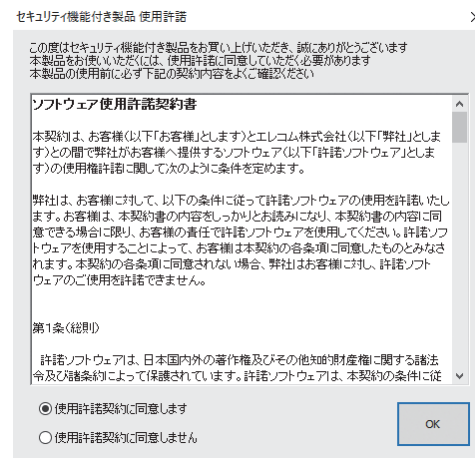 セキュリティ機能付き製品 使用許諾
この度はセキュリティ機能付き製品をお買い上げいただき、誠にありがとうございます
本製品をお使いいただくには、使用許諾に同意していただく必要があります
本製品の使用前に必ず下記の契約内容をよくご確認ください
ソフトウェア使用許諾契約書
本契約は、お客様(以下「お客様」とします)とエレコム株式会社(以下「弊社」としま
す)との間で弊社がお客様へ提供するソフトウェア(以下「許諾ソフトウェア」としま
す)の使用権許諾に関して次のように条件を定めます。
弊社は、お客様に対して、以下の条件に従って許諾ソフトウェアの使用を許諾いたし
ます。お客様は、本契約書の内容をしっかりとお読みになり、本契約書の内容に同
意できる場合に限り、お客様の責任で許諾ソフトウェアを使用してください。許諾ソフ
トウェアを使用することによって、お客様は本契約の各条項に同意したものとみなさ
れます。本契約の各条項に同意されない場合、弊社はお客様に対し、許諾ソフト
ウェアのご使用を許諾できません。
第1条(総則)
許諾ソフトウェアは、日本国内外の著作権及びその他知的財産権に関する諸法
令及び諸条約によって保護されています。許諾ソフトウェアは、本契約の条件に従
使用許諾契約に同意します
使用許諾契約に同意しません
OK